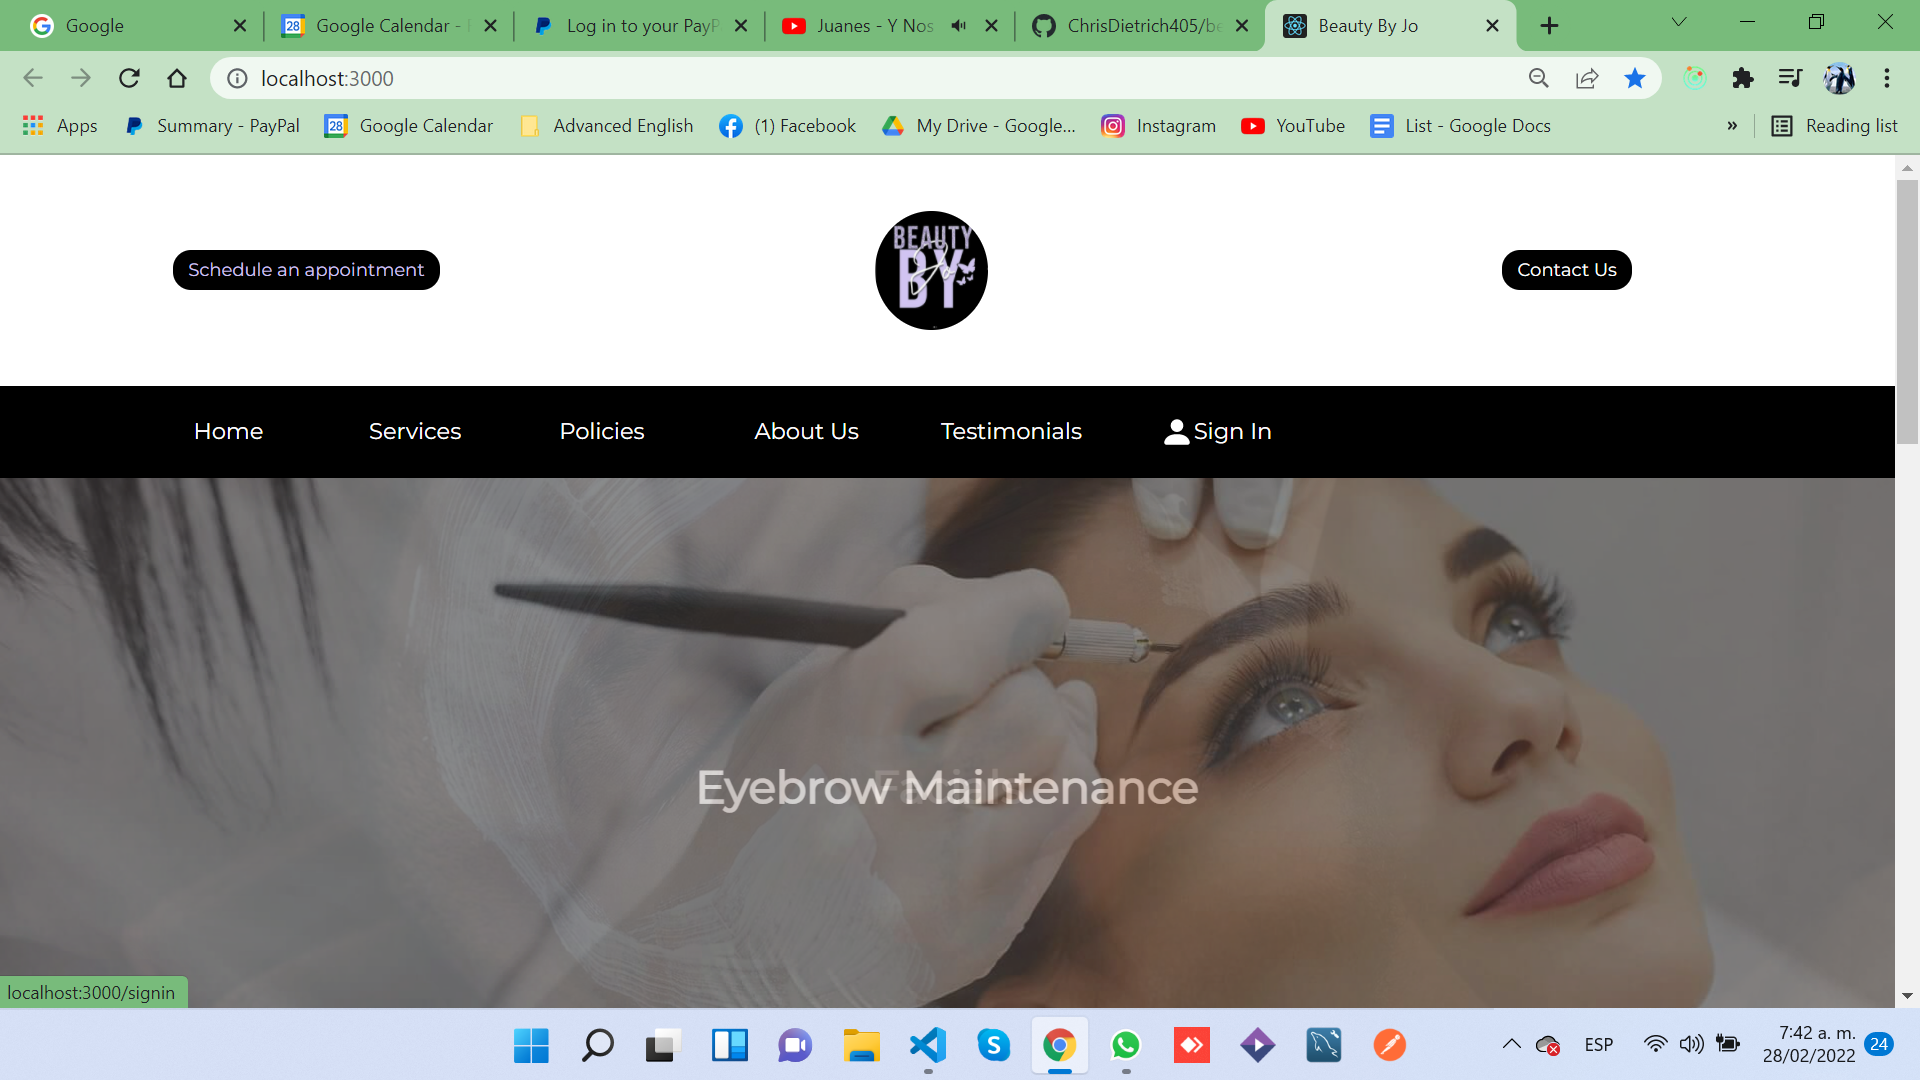 Google
Google Calendar -
Log in to your PayP
Juanes - Y Nos
ChrisDietrich405/be
Beauty By Jo
localhost:3000
Apps
Summary - PayPal
Google Calendar
Advanced English
(1) Facebook
My Drive - Google...
Instagram
YouTube
List - Google Docs
»
Reading list
Schedule an appointment
BEAUTY
BY
Jo
Contact Us
Home
Services
Policies
About Us
Testimonials
Sign In
Eyebrow Maintenance
localhost:3000/signin
ESP
7:42 a. m.
28/02/2022
24